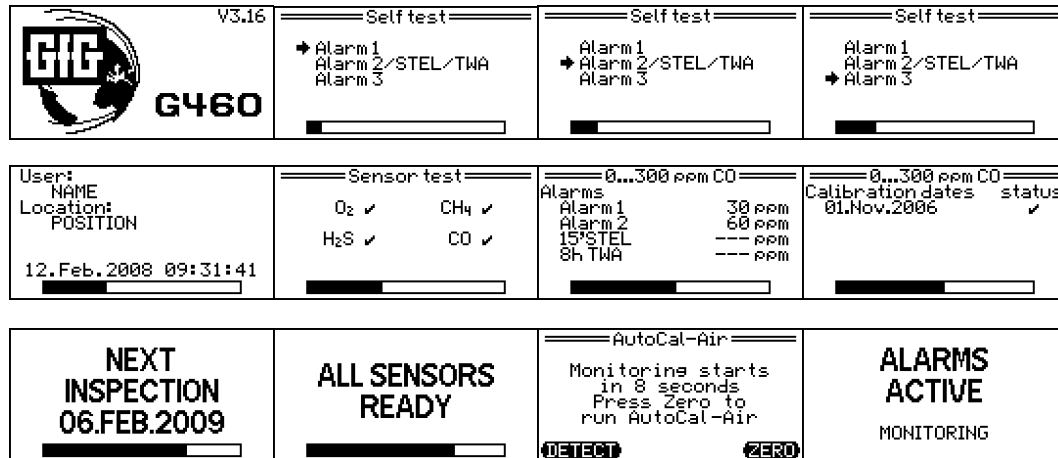 V3.16
GfG
G460
Self test
➔ Alarm 1
Alarm 2/STEL/TWA
Alarm 3
Self test
Alarm 1
➔ Alarm 2/STEL/TWA
Alarm 3
Self test
Alarm 1
Alarm 2/STEL/TWA
➔ Alarm 3
User:
NAME
Location:
POSITION
12.Feb.2008 09:31:41
Sensor test
O₂ ✔ CH₄ ✔
H₂S ✔ CO ✔
0...300 ppm CO
Alarms
Alarm 1 30 ppm
Alarm 2 60 ppm
15'STEL --- ppm
8h TWA --- ppm
0...300 ppm CO
Calibration dates status
01.Nov.2006 ✔
NEXT
INSPECTION
06.FEB.2009
ALL SENSORS
READY
AutoCal-Air
Monitoring starts
in 8 seconds
Press Zero to
run AutoCal-Air
DETECT ZERO
ALARMS
ACTIVE
MONITORING